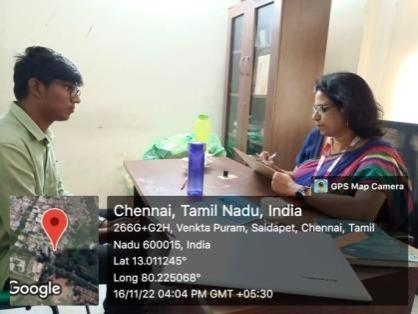 GPS Map Camera
Chennai, Tamil Nadu, India
266G+G2H, Venkta Puram, Saidapet, Chennai, Tamil
Nadu 600015, India
Lat 13.011245°
Long 80.225068°
16/11/22 04:04 PM GMT +05:30
Google